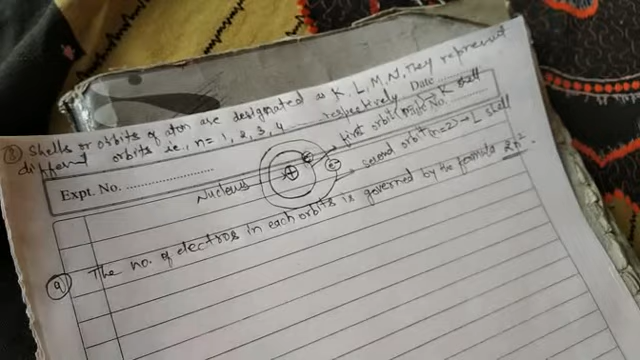 ⑧ Shells or orbits of atom are designated as K, L, M, N, They represent
different orbits ie., n = 1, 2, 3, 4 ...... respectively
Date ..........
Page No. ..........
Expt. No. ..........................
first orbit (n=1) → K shell
e-
second orbit (n=2) → L shell
e-
+
Nucleus
⑨ The no. of electros in each orbits is governed by the formula 2n².